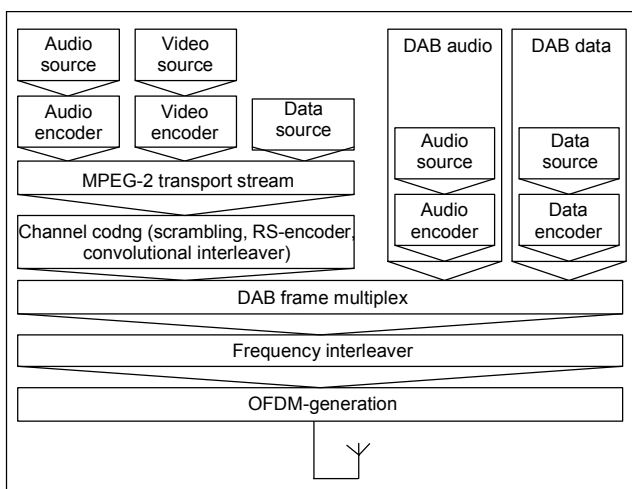 Audio source
Video source
DAB audio
DAB data
Audio encoder
Video encoder
Data source
Audio source
Data source
MPEG-2 transport stream
Audio encoder
Data encoder
Channel codng (scrambling, RS-encoder,
convolutional interleaver)
DAB frame multiplex
Frequency interleaver
OFDM-generation